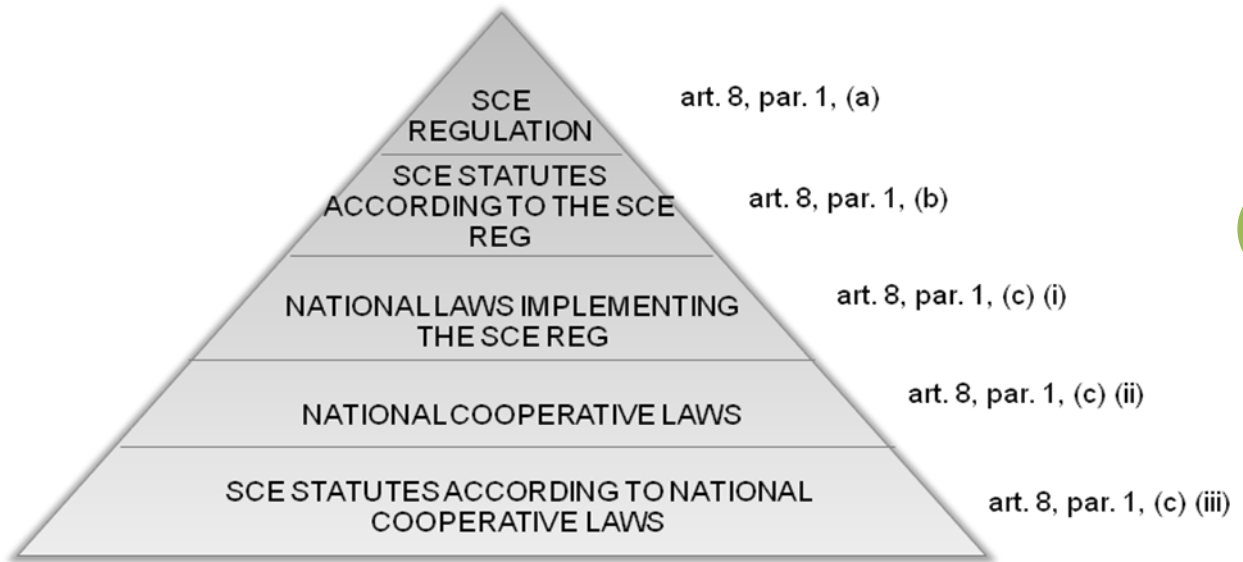 SCE
REGULATION
art. 8, par. 1, (a)
SCE STATUTES
ACCORDING TO THE SCE
REG
art. 8, par. 1, (b)
NATIONAL LAWS IMPLEMENTING
THE SCE REG
art. 8, par. 1, (c) (i)
NATIONAL COOPERATIVE LAWS
art. 8, par. 1, (c) (ii)
SCE STATUTES ACCORDING TO NATIONAL
COOPERATIVE LAWS
art. 8, par. 1, (c) (iii)